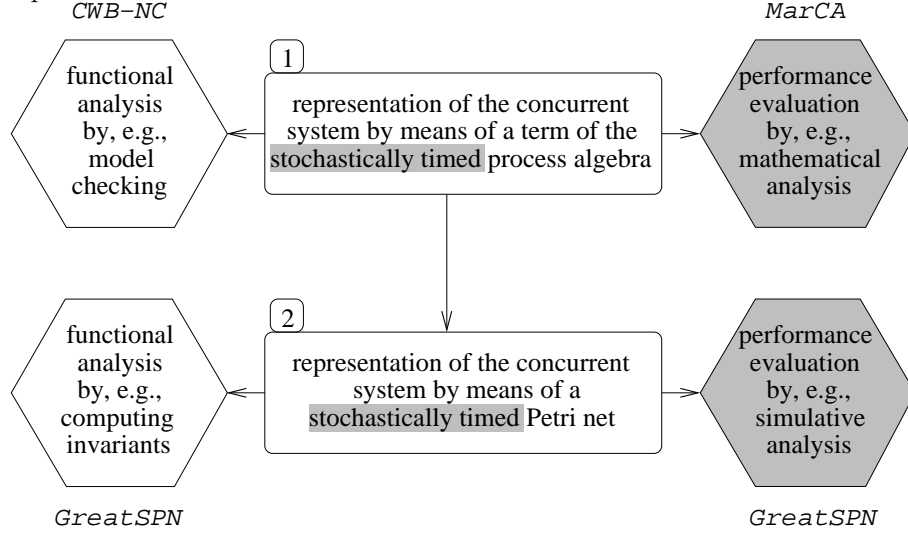 CWB-NC
MarCA
functional
analysis
by, e.g.,
model
checking
1
representation of the concurrent
system by means of a term of the
stochastically timed process algebra
performance
evaluation
by, e.g.,
mathematical
analysis
functional
analysis
by, e.g.,
computing
invariants
2
representation of the concurrent
system by means of a
stochastically timed Petri net
performance
evaluation
by, e.g.,
simulative
analysis
GreatSPN
GreatSPN